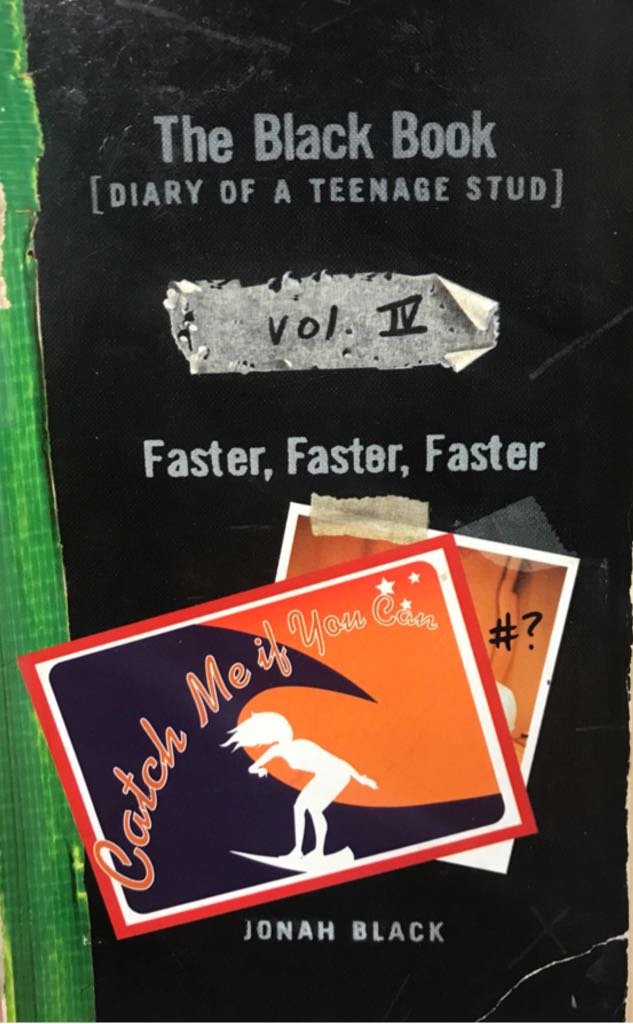 The Black Book
[DIARY OF A TEENAGE STUD]
VOL. IV
Faster, Faster, Faster
Catch Me if You Can
#?
JONAH BLACK